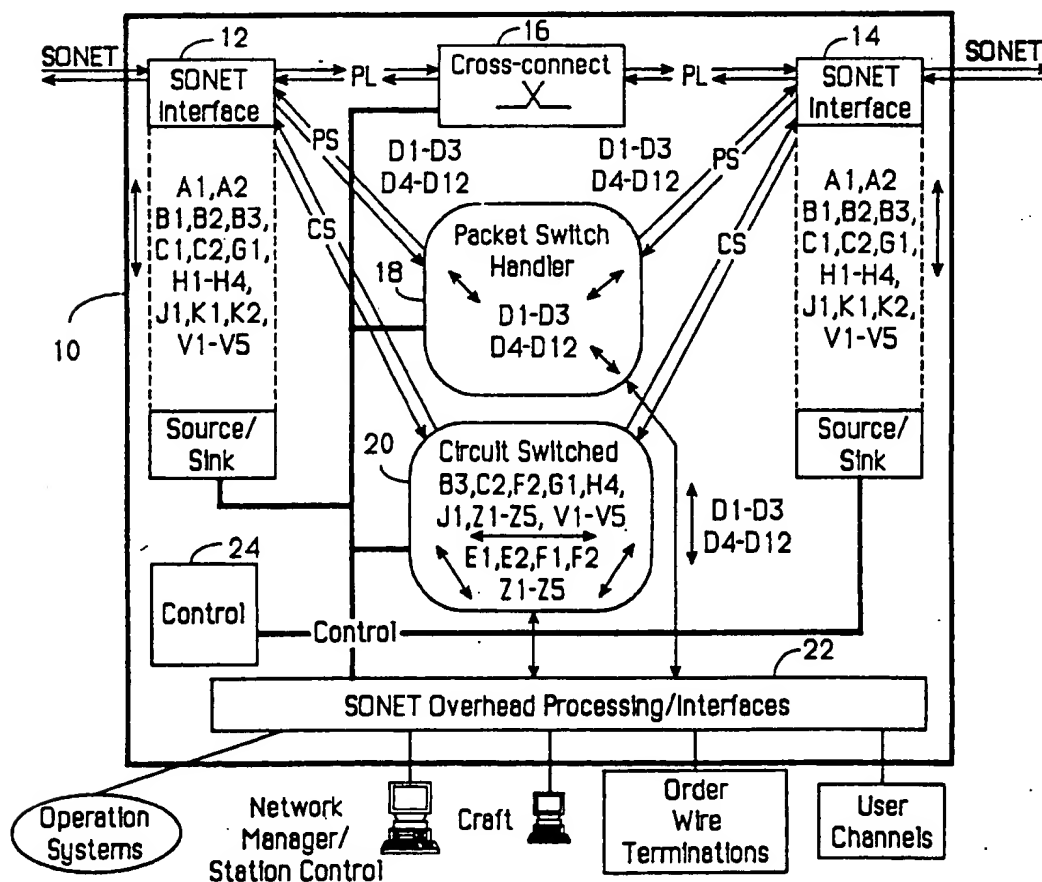 12
16
14
SONET
SONET
SONET
Interface
PL
Cross-connect
PL
SONET
Interface
PS
D1-D3
D4-D12
D1-D3
D4-D12
PS
A1,A2
B1,B2,B3,
C1,C2,G1,
H1-H4,
J1,K1,K2,
V1-V5
CS
Packet Switch
Handler
18
D1-D3
D4-D12
CS
A1,A2
B1,B2,B3,
C1,C2,G1,
H1-H4,
J1,K1,K2,
V1-V5
10
Source/
Sink
20
Circuit Switched
B3,C2,F2,G1,H4,
J1,Z1-Z5, V1-V5
E1,E2,F1,F2
Z1-Z5
D1-D3
D4-D12
Source/
Sink
24
Control
Control
22
SONET Overhead Processing/Interfaces
Operation
Systems
Network
Manager/
Station Control
Craft
Order
Wire
Terminations
User
Channels